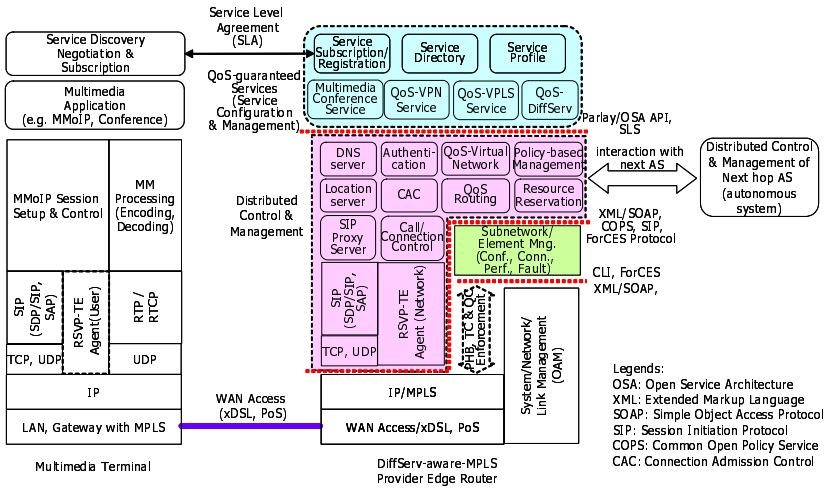 Service Level
Agreement
(SLA)
Service Discovery
Negotiation &
Subscription
Multimedia
Application
(e.g. MMoIP, Conference)
QoS-guaranteed
Services
(Service
Configuration
& Management)
Service
Subscription/
Registration
Service
Directory
Service
Profile
Multimedia
Conference
Service
QoS-VPN
Service
QoS-VPLS
Service
QoS-
DiffServ
Parlay/OSA API,
SLS
MMoIP Session
Setup & Control
MM
Processing
(Encoding,
Decoding)
SIP
(SDP/SIP,
SAP)
RSVP-TE
Agent(User)
RTP /
RTCP
TCP, UDP
UDP
IP
LAN, Gateway with MPLS
Multimedia Terminal
WAN Access
(xDSL, PoS)
Distributed
Control &
Management
DNS
server
Authenti-
cation
QoS-Virtual
Network
Policy-based
Management
Location
server
CAC
QoS
Routing
Resource
Reservation
SIP
Proxy
Server
Call/
Connection
Control
SIP
(SDP/SIP,
SAP)
RSVP-TE
Agent (Network)
TCP, UDP
Subnetwork/
Element Mng.
(Conf., Conn.,
Perf., Fault)
PHB, TC & QC
Enforcement
System/Network/
Link Management
(OAM)
IP/MPLS
WAN Access/xDSL, PoS
DiffServ-aware-MPLS
Provider Edge Router
interaction with
next AS
Distributed Control
& Management of
Next hop AS
(autonomous
system)
XML/SOAP,
COPS, SIP,
ForCES Protocol
CLI, ForCES
XML/SOAP,
Legends:
OSA: Open Service Architecture
XML: Extended Markup Language
SOAP: Simple Object Access Protocol
SIP: Session Initiation Protocol
COPS: Common Open Policy Service
CAC: Connection Admission Control